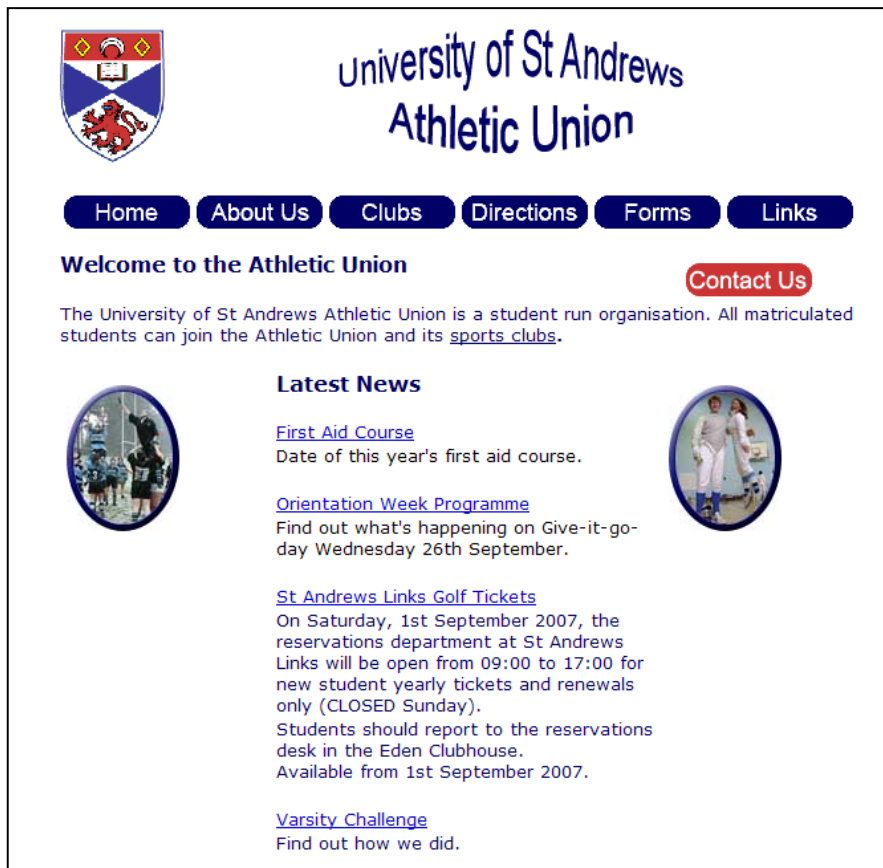 University of St Andrews
Athletic Union
Home About Us Clubs Directions Forms Links
Welcome to the Athletic Union
Contact Us
The University of St Andrews Athletic Union is a student run organisation. All matriculated
students can join the Athletic Union and its sports clubs.
Latest News
First Aid Course
Date of this year's first aid course.
Orientation Week Programme
Find out what's happening on Give-it-go-
day Wednesday 26th September.
St Andrews Links Golf Tickets
On Saturday, 1st September 2007, the
reservations department at St Andrews
Links will be open from 09:00 to 17:00 for
new student yearly tickets and renewals
only (CLOSED Sunday).
Students should report to the reservations
desk in the Eden Clubhouse.
Available from 1st September 2007.
Varsity Challenge
Find out how we did.